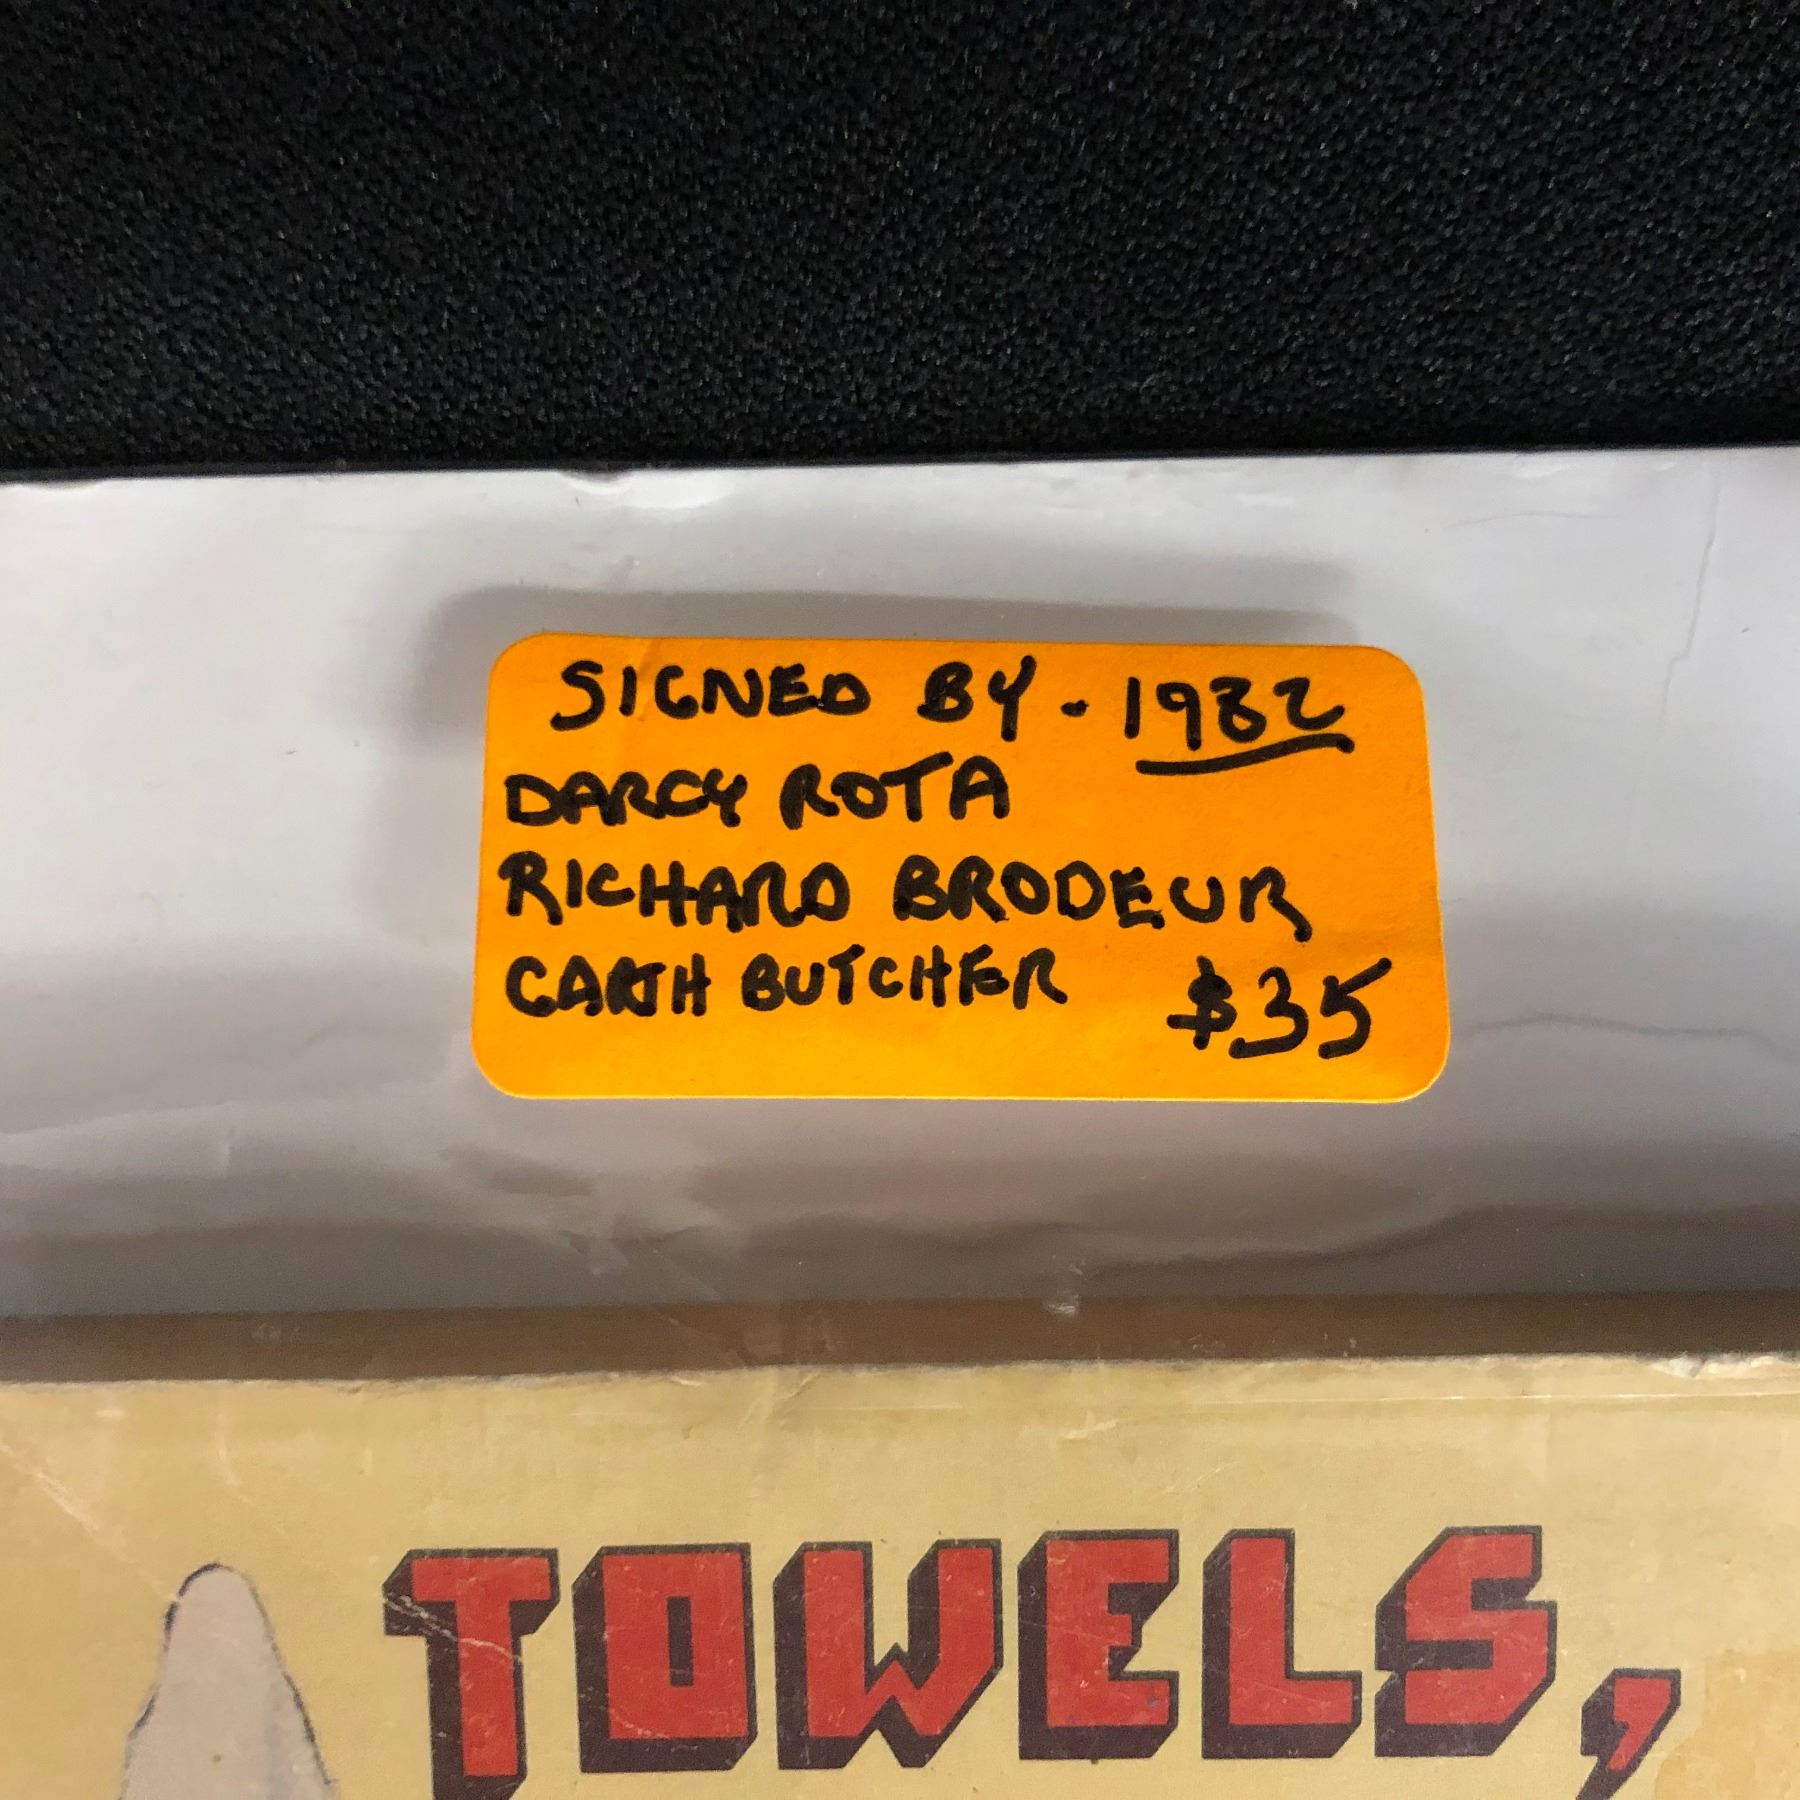 SIGNED BY - 1982
DARCY ROTA
RICHARD BRODEUR
GARTH BUTCHER $35
TOWELS,